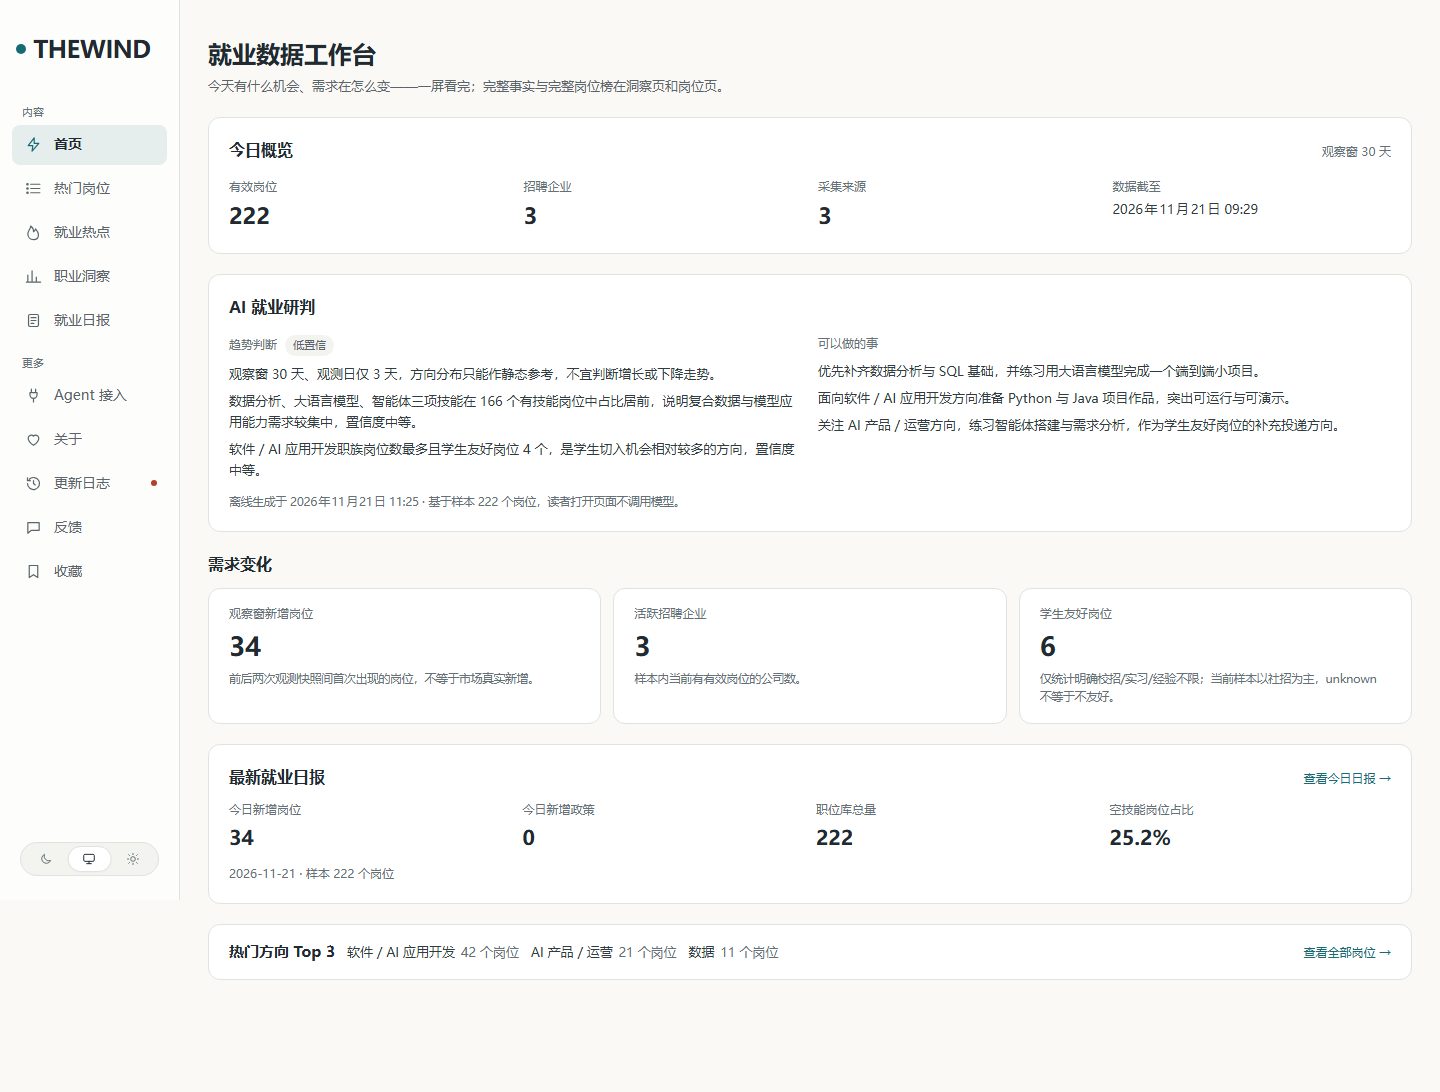 THEWIND
内容
首页
热门岗位
就业热点
职业洞察
就业日报
更多
Agent 接入
关于
更新日志
反馈
收藏
就业数据工作台
今天有什么机会、需求在怎么变——一屏看完；完整事实与完整岗位榜在洞察页和岗位页。
今日概览
观察窗 30 天
有效岗位
222
招聘企业
3
采集来源
3
数据截至
2026年11月21日 09:29
AI 就业研判
趋势判断 低置信
观察窗 30 天、观测日仅 3 天，方向分布只能作静态参考，不宜判断增长或下降走势。
数据分析、大语言模型、智能体三项技能在 166 个有技能岗位中占比居前，说明复合数据与模型应
用能力需求较集中，置信度中等。
软件 / AI 应用开发职族岗位数最多且学生友好岗位 4 个，是学生切入机会相对较多的方向，置信度
中等。
可以做的事
优先补齐数据分析与 SQL 基础，并练习用大语言模型完成一个端到端小项目。
面向软件 / AI 应用开发方向准备 Python 与 Java 项目作品，突出可运行与可演示。
关注 AI 产品 / 运营方向，练习智能体搭建与需求分析，作为学生友好岗位的补充投递方向。
离线生成于 2026年11月21日 11:25 · 基于样本 222 个岗位，读者打开页面不调用模型。
需求变化
观察窗新增岗位
34
前后两次观测快照间首次出现的岗位，不等于市场真实新增。
活跃招聘企业
3
样本内当前有有效岗位的公司数。
学生友好岗位
6
仅统计明确校招/实习/经验不限；当前样本以社招为主，unknown
不等于不友好。
最新就业日报
查看今日日报 →
今日新增岗位
34
今日新增政策
0
职位库总量
222
空技能岗位占比
25.2%
2026-11-21 · 样本 222 个岗位
热门方向 Top 3 软件 / AI 应用开发 42 个岗位 AI 产品 / 运营 21 个岗位 数据 11 个岗位
查看全部岗位 →